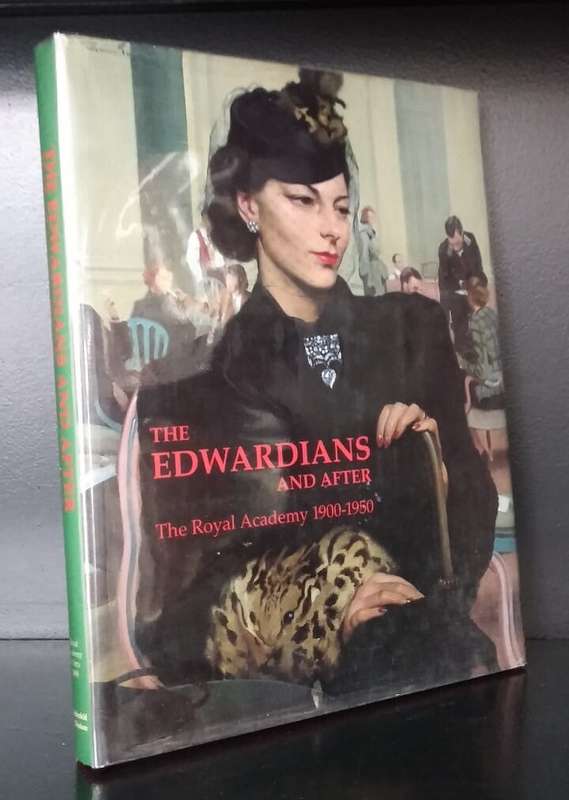 THE EDWARDIANS AND AFTER
THE
EDWARDIANS
AND AFTER
The Royal Academy 1900-1950